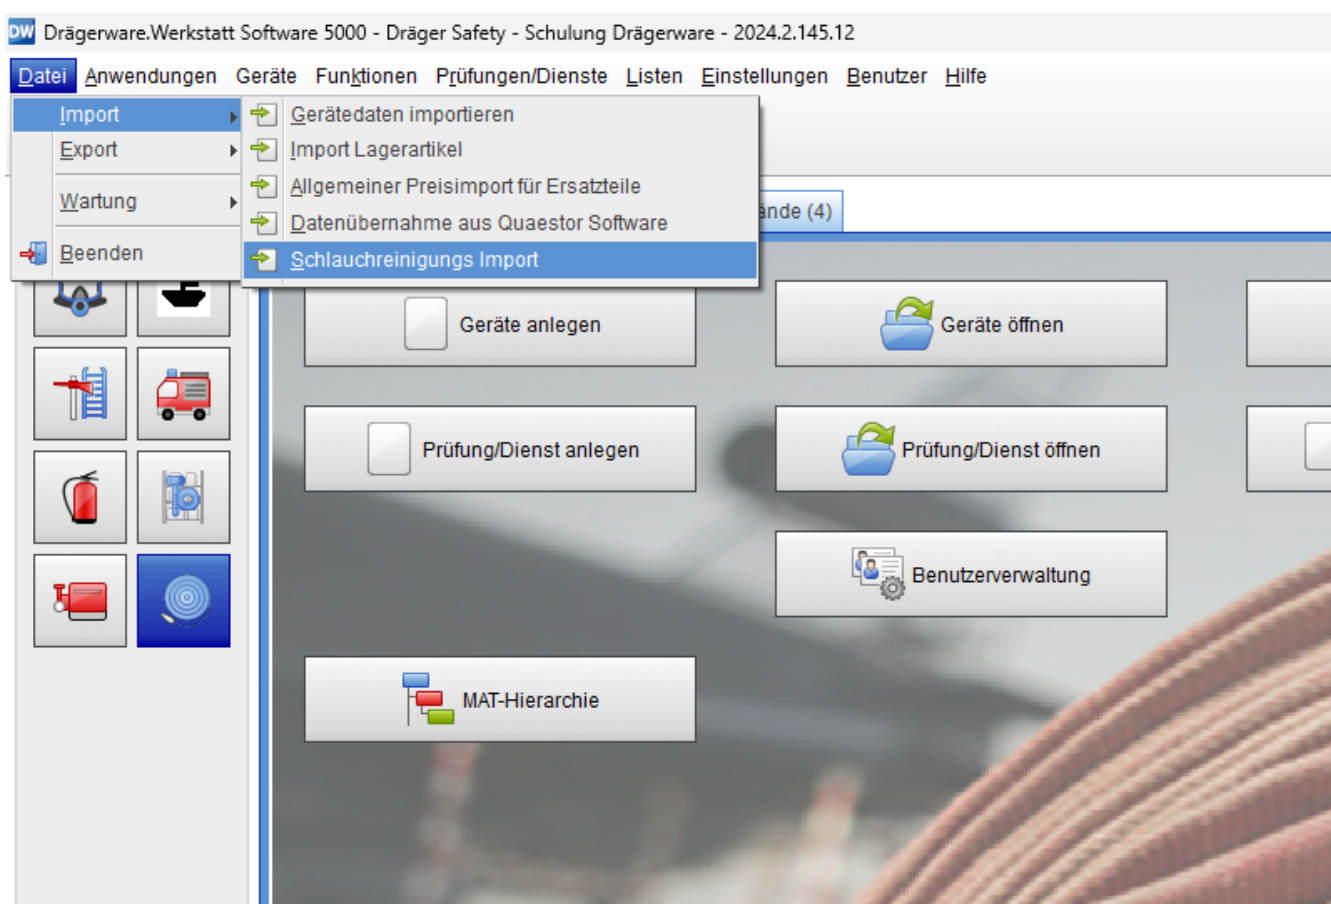 DW Drägerware.Werkstatt Software 5000 - Dräger Safety - Schulung Drägerware - 2024.2.145.12
Datei Anwendungen Geräte Funktionen Prüfungen/Dienste Listen Einstellungen Benutzer Hilfe
Import
Export
Wartung
Beenden
Gerätedaten importieren
Import Lagerartikel
Allgemeiner Preisimport für Ersatzteile
Datenübernahme aus Quaestor Software
Schlauchreinigungs Import
ände (4)
Geräte anlegen
Geräte öffnen
Prüfung/Dienst anlegen
Prüfung/Dienst öffnen
Benutzerverwaltung
MAT-Hierarchie